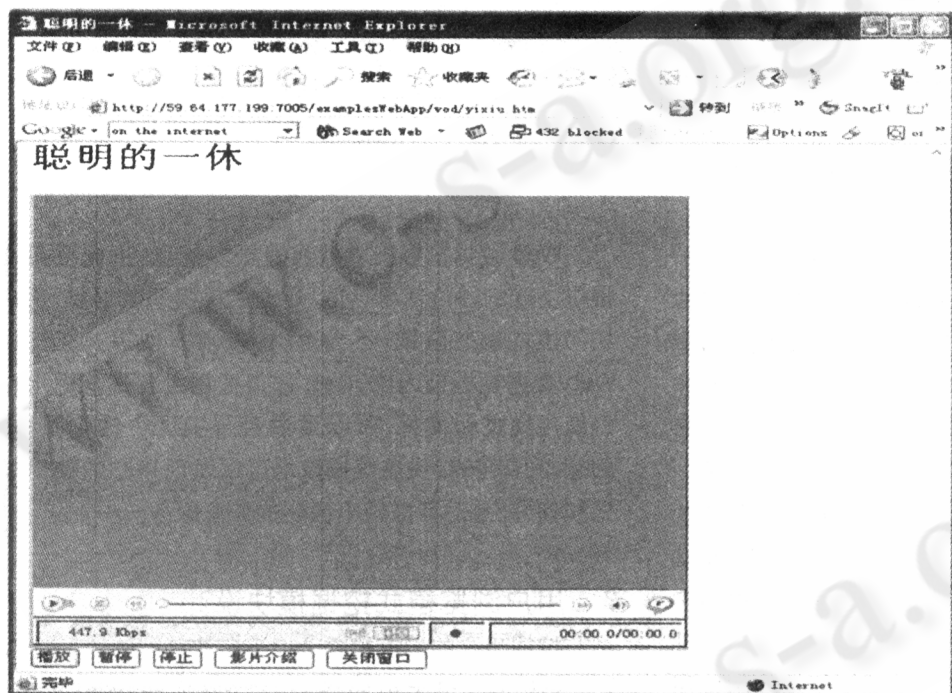 聪明的一休 - Microsoft Internet Explorer
文件(F) 编辑(E) 查看(V) 收藏(A) 工具(T) 帮助(H)
后退 搜索 收藏夹 »
http://59.64.177.199:7005/examplesWebApp/vod/yixiu.htm 转到 » SnagIt
Google on the internet Search Web 432 blocked Options »
聪明的一休
www.c-s-a.org
447.9 Kbps 00:00.0/00:00.0
播放 暂停 停止 影片介绍 关闭窗口
完毕 Internet